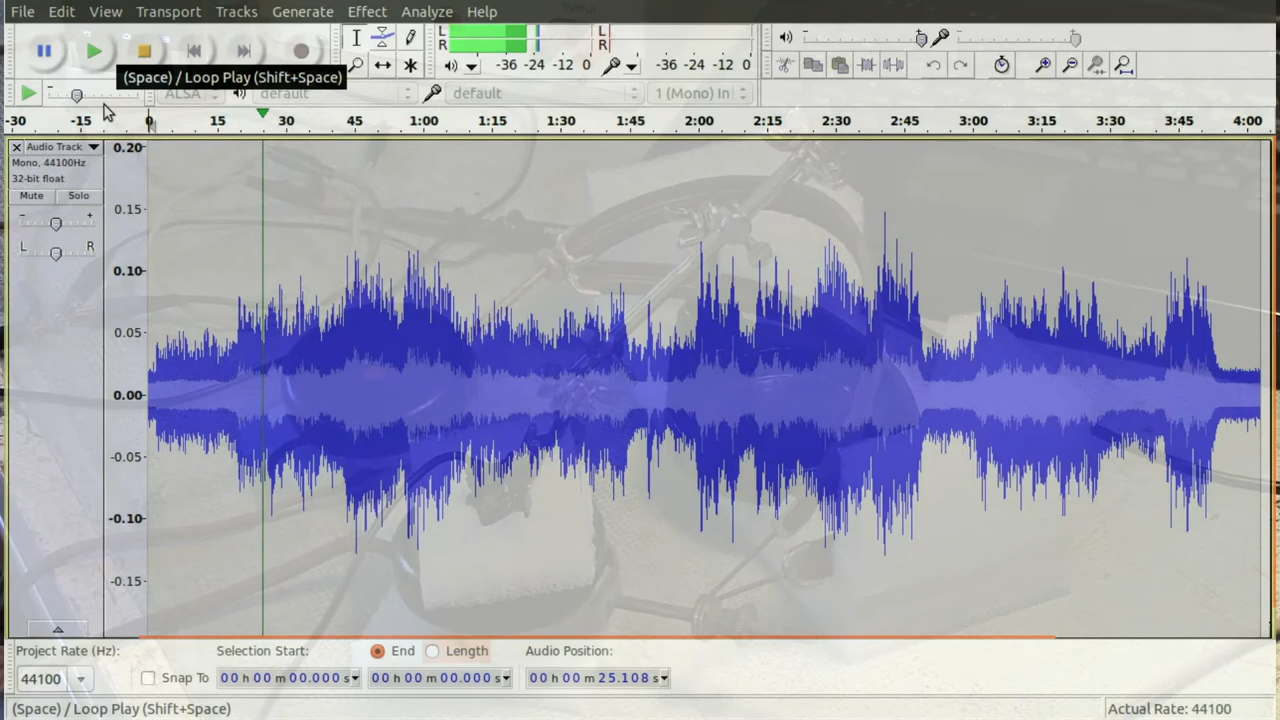 File Edit View Transport Tracks Generate Effect Analyze Help
L R L R
-36 -24 -12 0 -36 -24 -12 0
(Space) / Loop Play (Shift+Space)
ALSA default default 1 (Mono) In
-30 -15 0 15 30 45 1:00 1:15 1:30 1:45 2:00 2:15 2:30 2:45 3:00 3:15 3:30 3:45 4:00
Audio Track
Mono, 44100Hz
32-bit float
Mute Solo
- +
L R
0.20
0.15
0.10
0.05
0.00
-0.05
-0.10
-0.15
Project Rate (Hz): Selection Start: End Length Audio Position:
44100 Snap To 00 h 00 m 00.000 s 00 h 00 m 00.000 s 00 h 00 m 25.108 s
(Space) / Loop Play (Shift+Space) Actual Rate: 44100